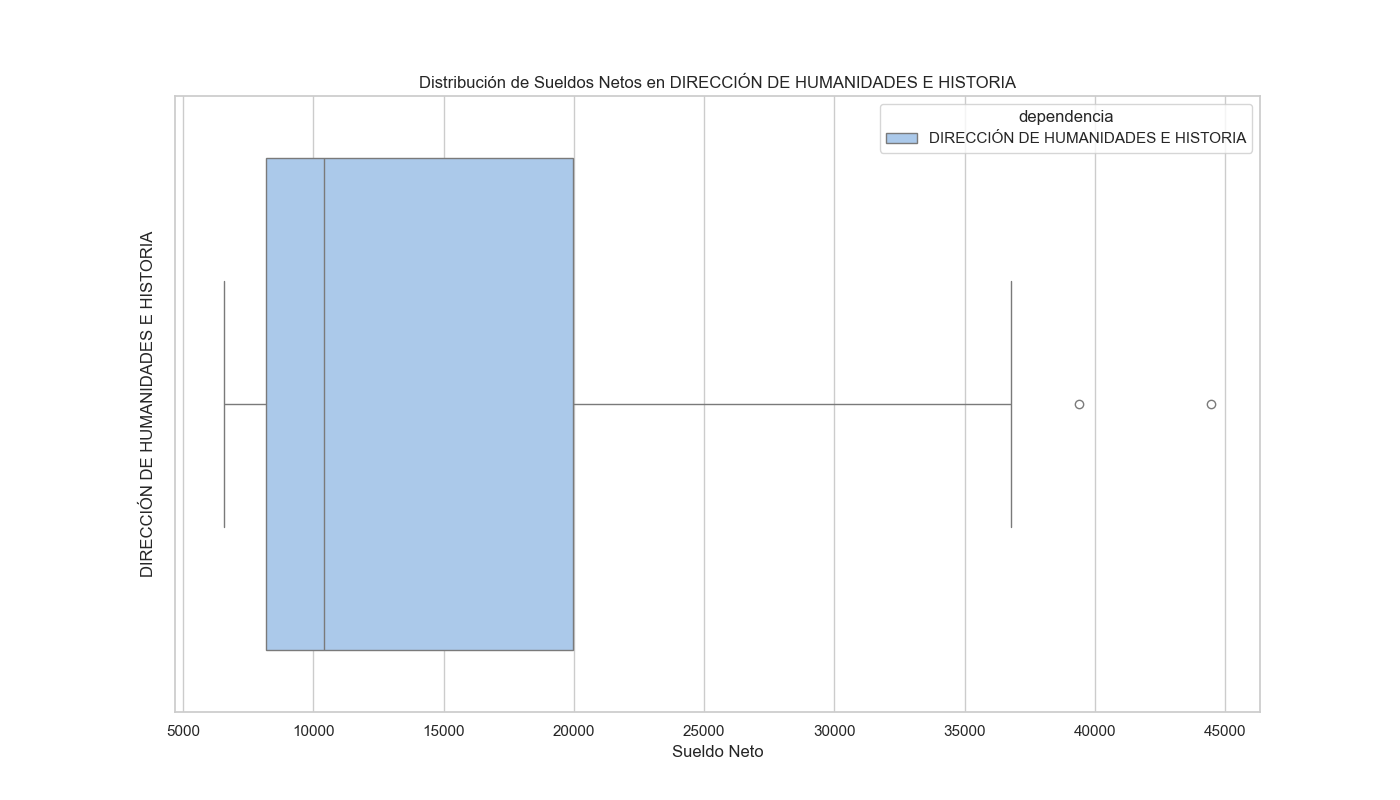 Distribución de Sueldos Netos en DIRECCIÓN DE HUMANIDADES E HISTORIA
dependencia
DIRECCIÓN DE HUMANIDADES E HISTORIA
DIRECCIÓN DE HUMANIDADES E HISTORIA
5000 10000 15000 20000 25000 30000 35000 40000 45000
Sueldo Neto